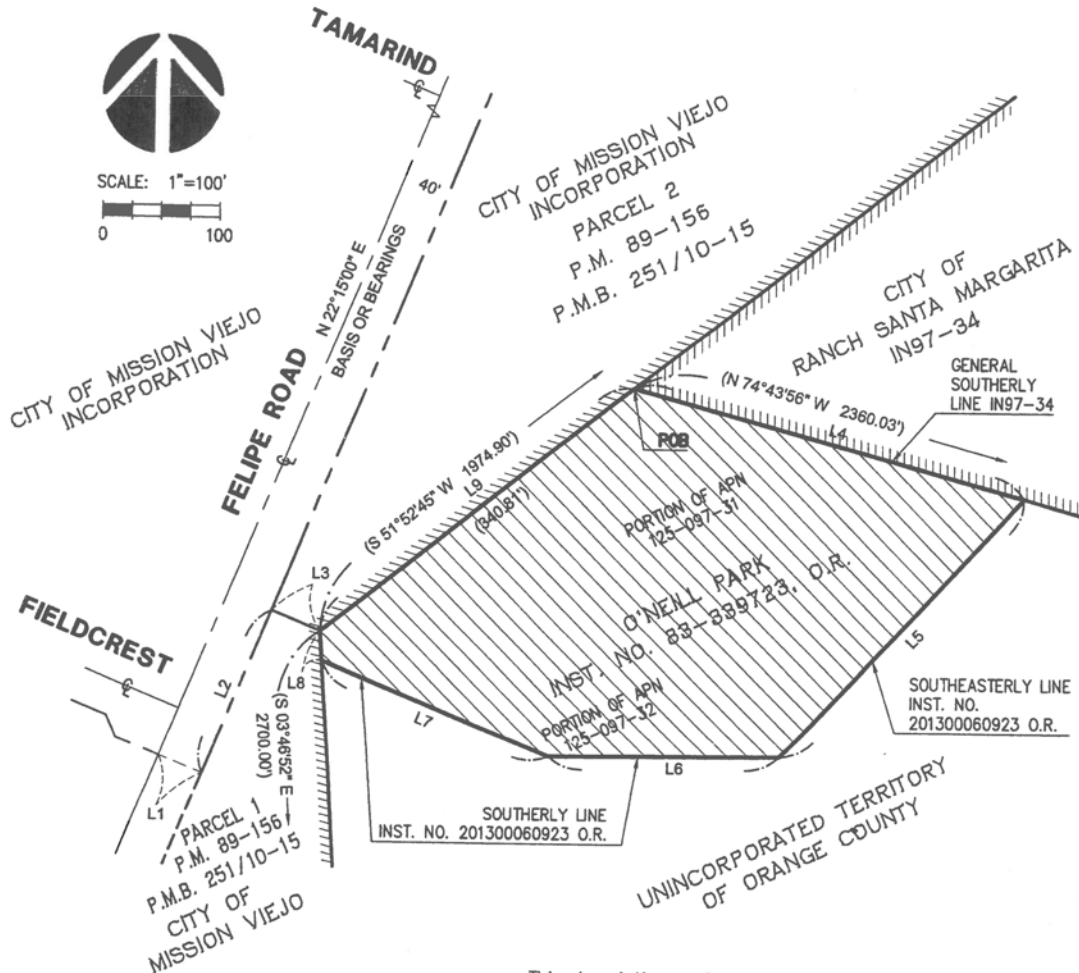 TAMARIND
℄
SCALE: 1"=100'
0 100
40'
N 22°15'00" E
BASIS OR BEARINGS
CITY OF MISSION VIEJO
INCORPORATION
PARCEL 2
P.M. 89-156
P.M.B. 251/10-15
CITY OF
RANCH SANTA MARGARITA
IN97-34
CITY OF MISSION VIEJO
INCORPORATION
FELIPE ROAD
℄
GENERAL
SOUTHERLY
LINE IN97-34
(N 74°43'56" W 2360.03')
L4
POB
(S 51°52'45" W 1974.90')
L9
(340.81')
PORTION OF APN
125-097-31
O'NEILL PARK
INST. NO. 83-339723, O.R.
PORTION OF APN
125-097-32
L3
FIELDCREST
℄
L2
L8
L7
L5
L6
L1
(S 03°46'52" E
2700.00')
SOUTHEASTERLY LINE
INST. NO.
201300060923 O.R.
SOUTHERLY LINE
INST. NO. 201300060923 O.R.
PARCEL 1
P.M. 89-156
P.M.B. 251/10-15
CITY OF
MISSION VIEJO
UNINCORPORATED TERRITORY
OF ORANGE COUNTY